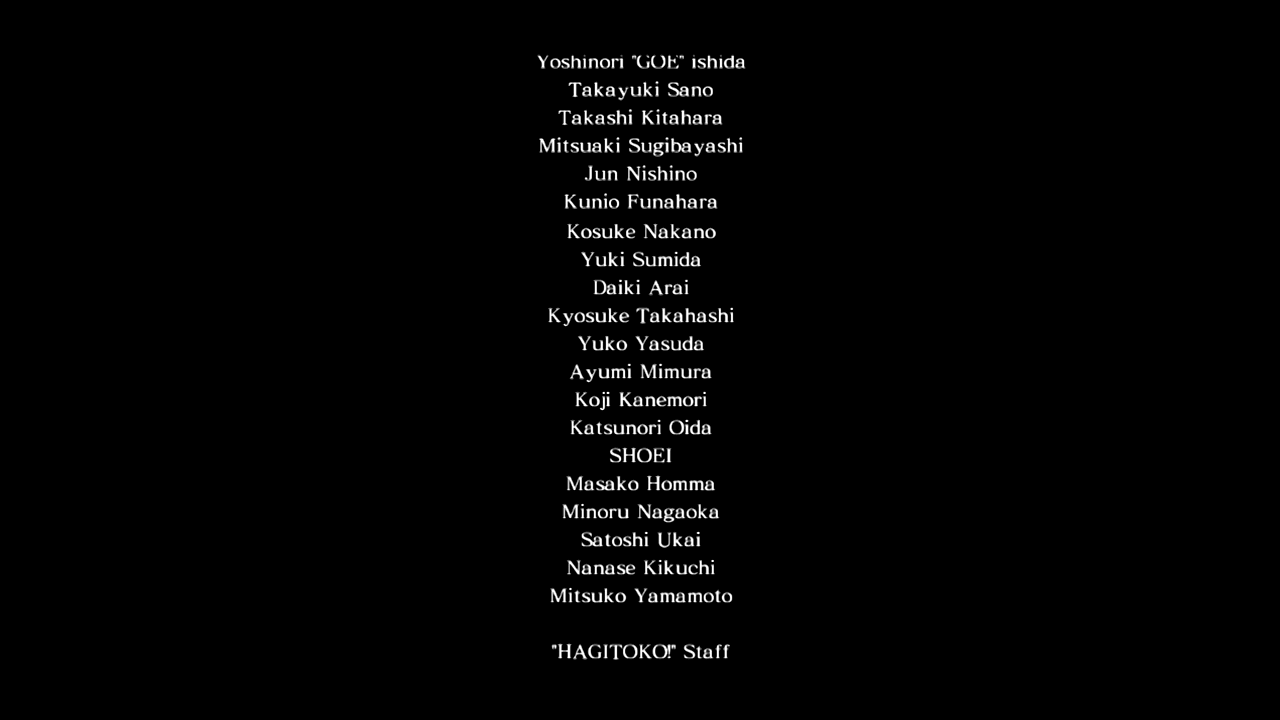 Yoshinori "GOE" ishida
Takayuki Sano
Takashi Kitahara
Mitsuaki Sugibayashi
Jun Nishino
Kunio Funahara
Kosuke Nakano
Yuki Sumida
Daiki Arai
Kyosuke Takahashi
Yuko Yasuda
Ayumi Mimura
Koji Kanemori
Katsunori Oida
SHOEI
Masako Homma
Minoru Nagaoka
Satoshi Ukai
Nanase Kikuchi
Mitsuko Yamamoto
"HAGITOKO!" Staff